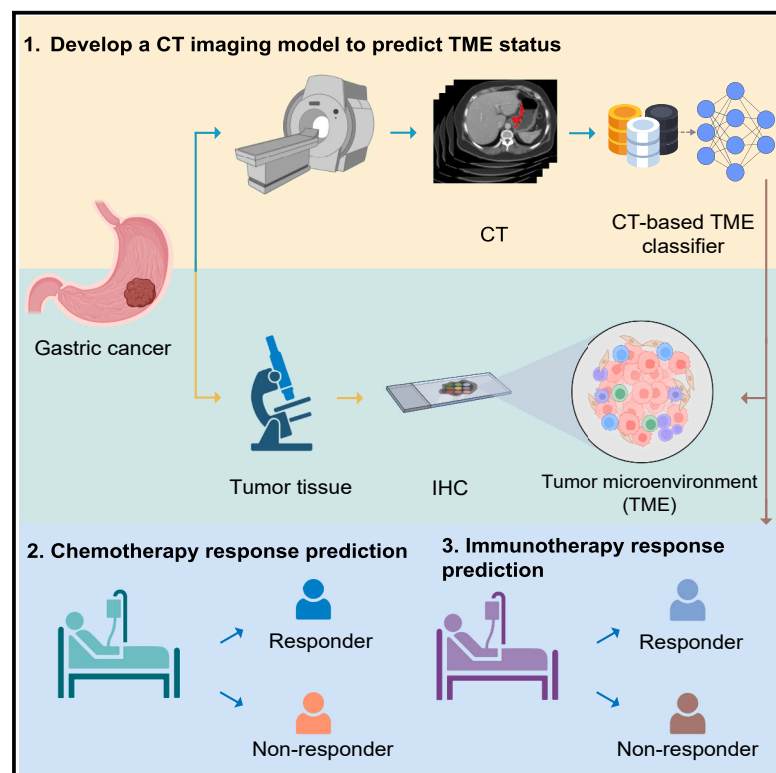 1. Develop a CT imaging model to predict TME status
CT
CT-based TME
classifier
Gastric cancer
Tumor tissue
IHC
Tumor microenvironment
(TME)
2. Chemotherapy response prediction
Responder
Non-responder
3. Immunotherapy response
prediction
Responder
Non-responder